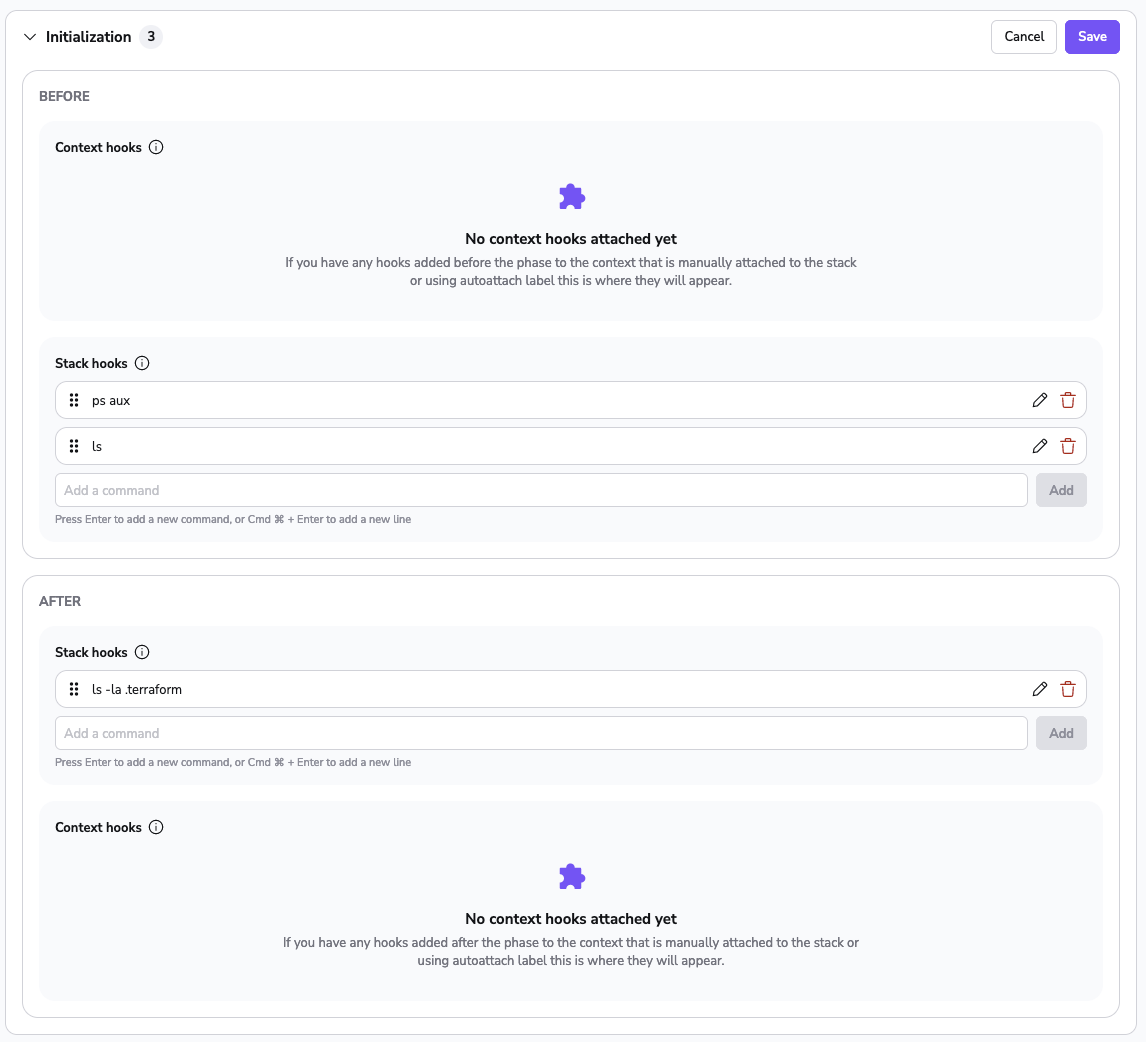 Initialization 3
Cancel
Save
BEFORE
Context hooks
No context hooks attached yet
If you have any hooks added before the phase to the context that is manually attached to the stack
or using autoattach label this is where they will appear.
Stack hooks
ps aux
ls
Add a command
Add
Press Enter to add a new command, or Cmd ⌘ + Enter to add a new line
AFTER
Stack hooks
ls -la .terraform
Add a command
Add
Press Enter to add a new command, or Cmd ⌘ + Enter to add a new line
Context hooks
No context hooks attached yet
If you have any hooks added after the phase to the context that is manually attached to the stack or
using autoattach label this is where they will appear.